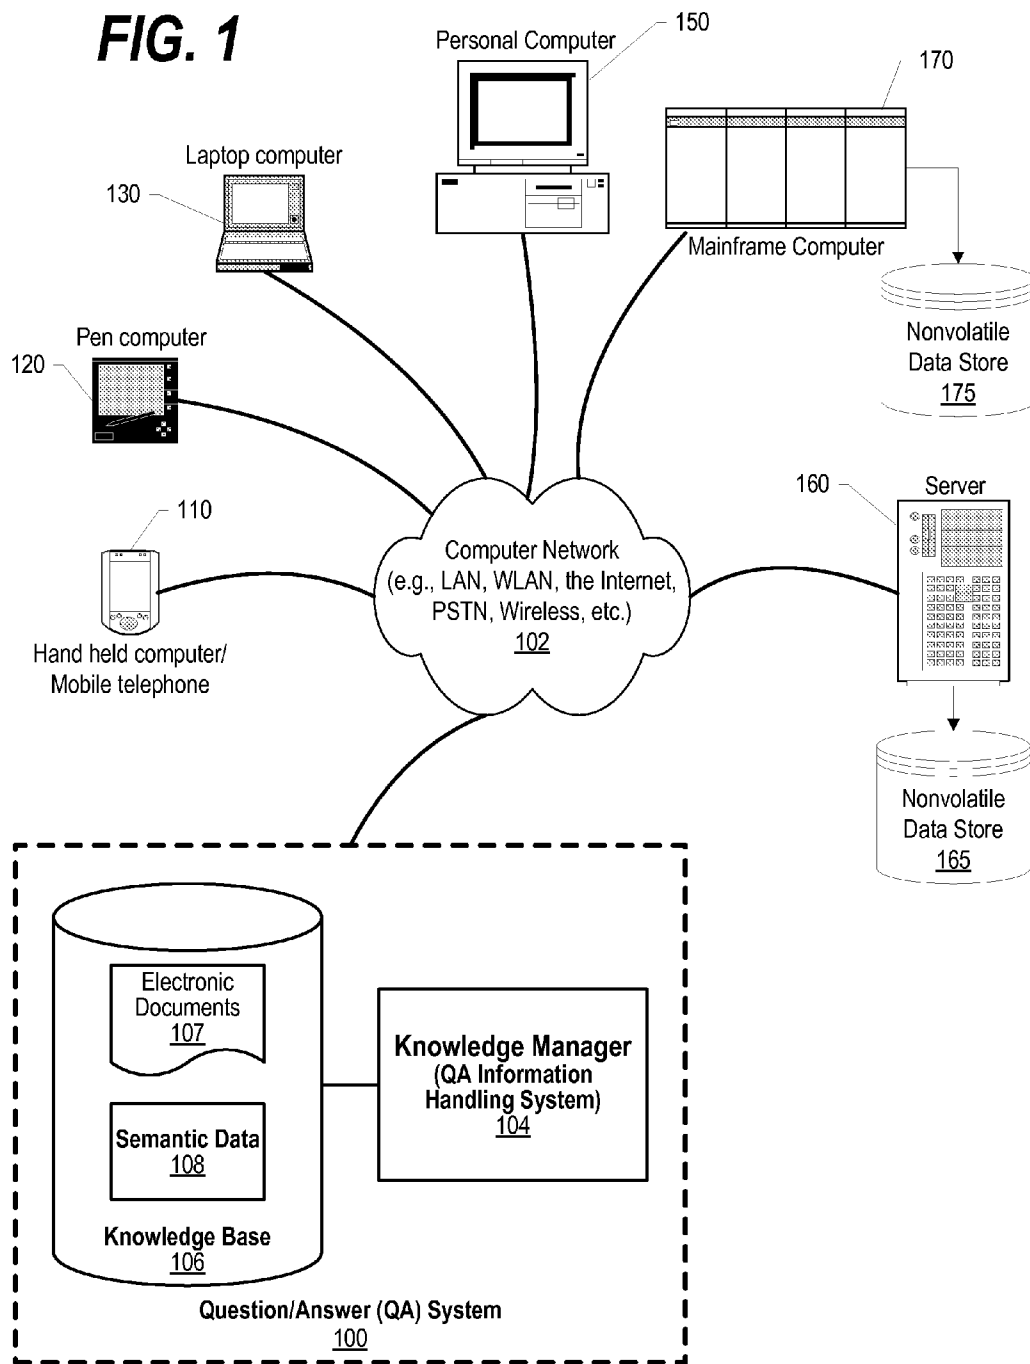 FIG. 1
Personal Computer
150
170
Laptop computer
130
Mainframe Computer
Nonvolatile
Data Store
175
Pen computer
120
160
Server
110
Computer Network
(e.g., LAN, WLAN, the Internet,
PSTN, Wireless, etc.)
102
Hand held computer/
Mobile telephone
Nonvolatile
Data Store
165
Electronic
Documents
107
Knowledge Manager
(QA Information
Handling System)
104
Semantic Data
108
Knowledge Base
106
Question/Answer (QA) System
100